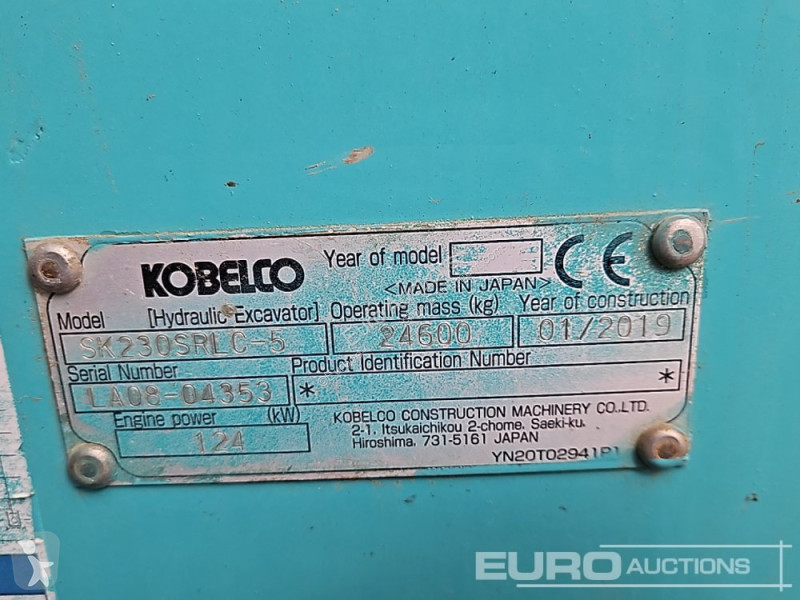 KOBELCO
Year of model
<MADE IN JAPAN>
CE
Model [Hydraulic Excavator] Operating mass (kg) Year of construction
SK230SRLC-5 24600 01/2019
Serial Number Product Identification Number
LA08-04353 * *
Engine power (kW)
124
KOBELCO CONSTRUCTION MACHINERY CO.,LTD.
2-1, Itsukaichikou 2-chome, Saeki-ku,
Hiroshima, 731-5161 JAPAN
YN20T02941P1
EURO AUCTIONS